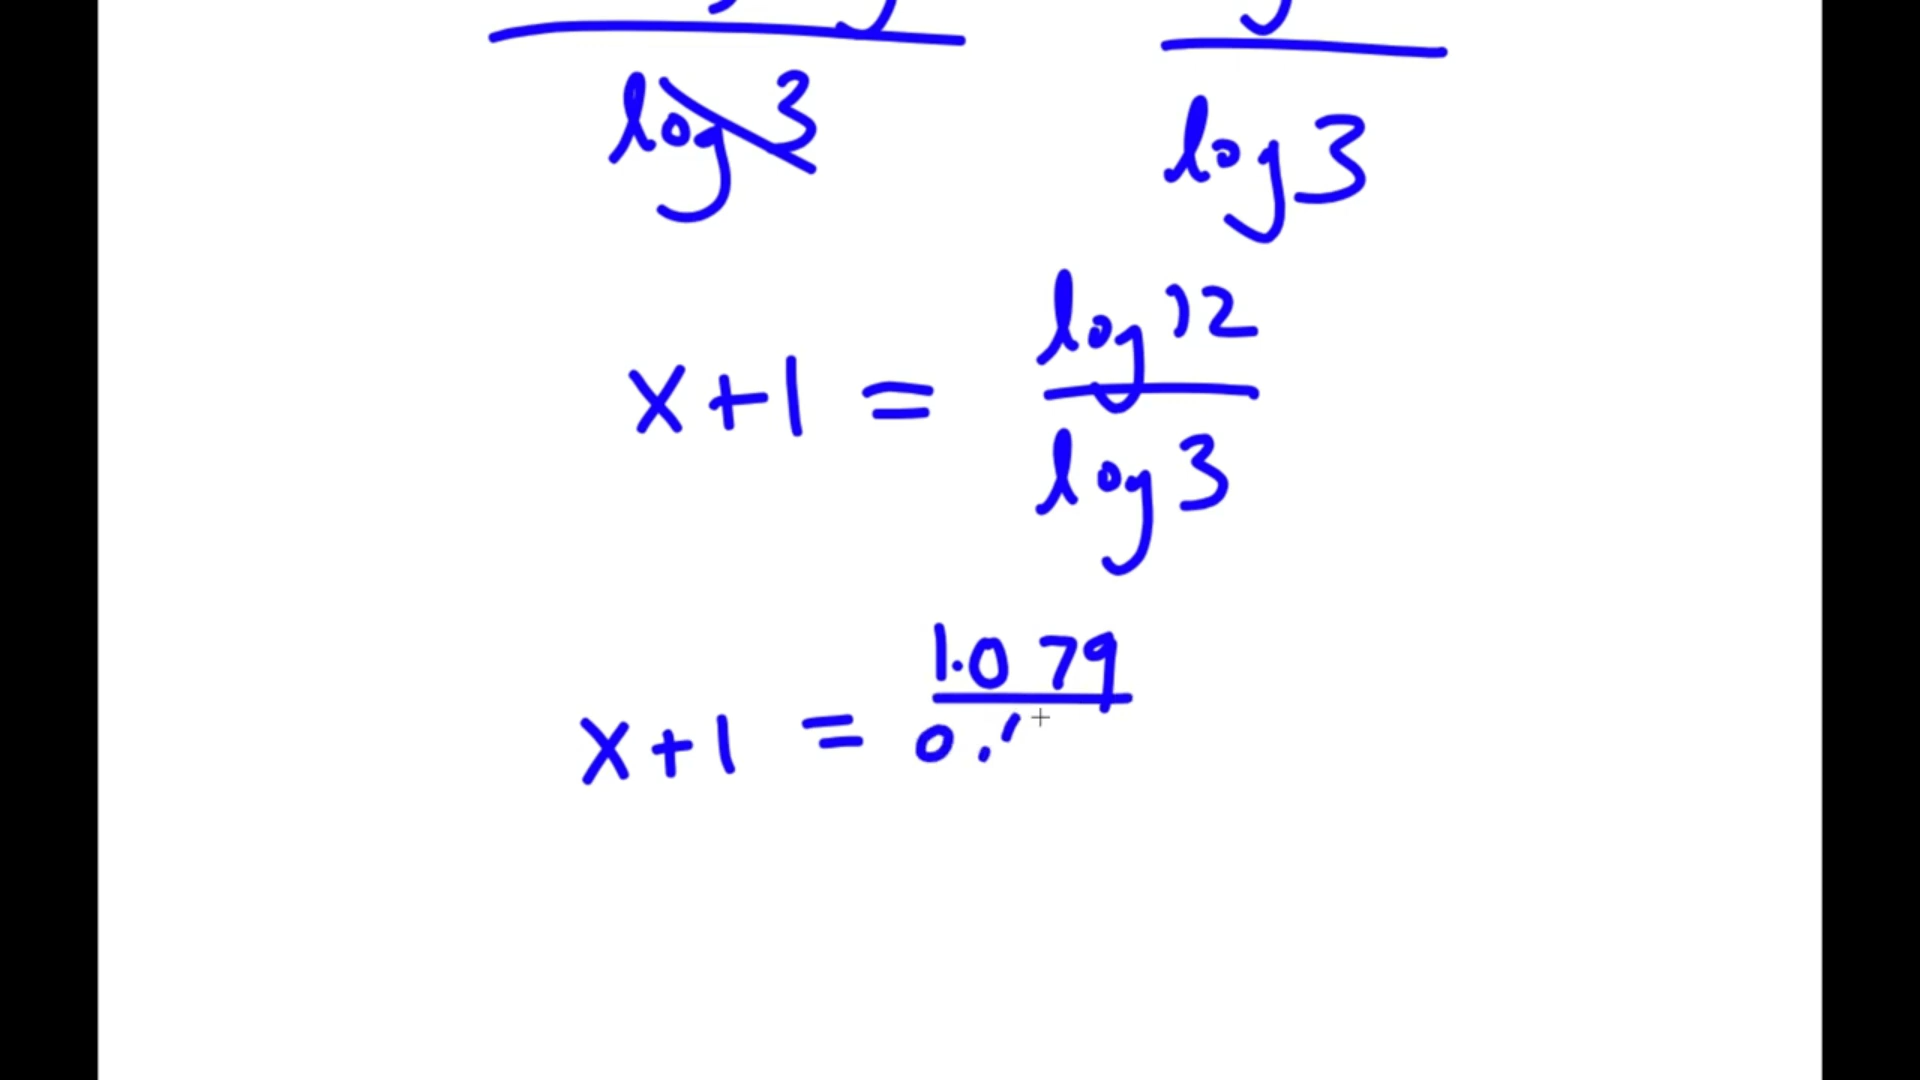 log 3 log 3
x + 1 = log 12 / log 3
x + 1 = 1.079 / 0.